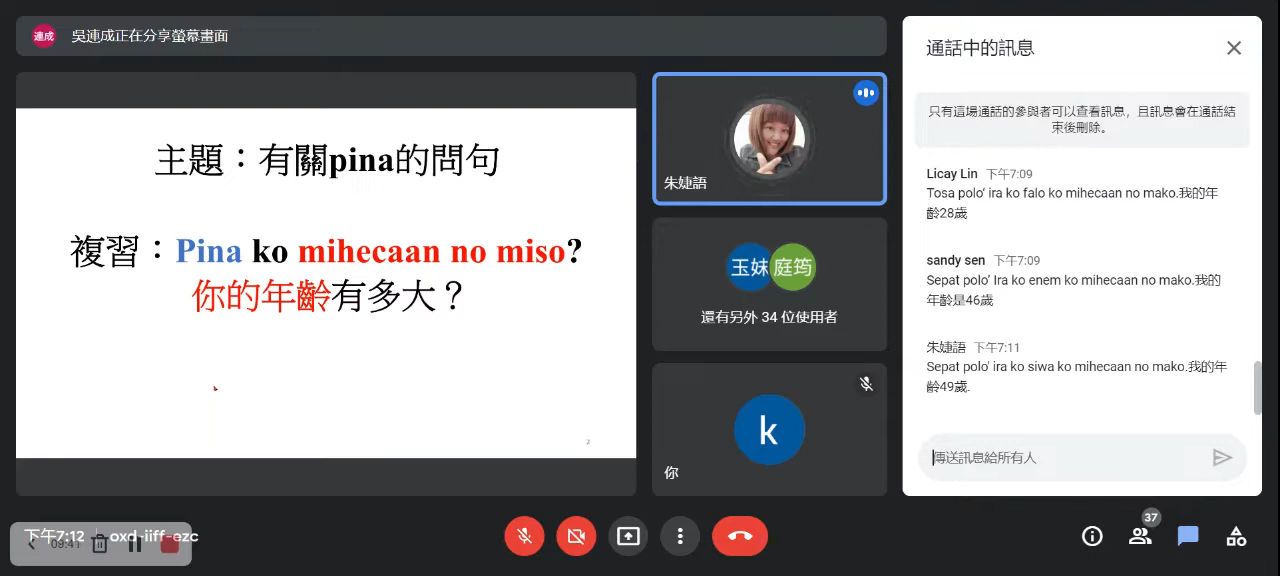 連成 吳連成正在分享螢幕畫面
主題：有關pina的問句
複習：Pina ko mihecaan no miso?
你的年齡有多大？
2
朱婕語
玉妹 庭筠
還有另外 34 位使用者
k
你
通話中的訊息
只有這場通話的參與者可以查看訊息，且訊息會在通話結
束後刪除。
Licay Lin 下午7:09
Tosa polo‘ ira ko falo ko mihecaan no mako.我的年
齡28歲
sandy sen 下午7:09
Sepat polo’ Ira ko enem ko mihecaan no mako.我的
年齡是46歲
朱婕語 下午7:11
Sepat polo' ira ko siwa ko mihecaan no mako.我的年
齡49歲.
傳送訊息給所有人
下午7:12 | oxd-iiff-ezc
09:41
37